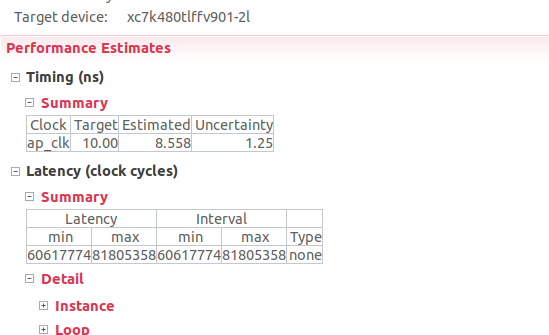 Target device: xc7k480tlffv901-2l
Performance Estimates
Timing (ns)
Summary
Clock Target Estimated Uncertainty
ap_clk 10.00 8.558 1.25
Latency (clock cycles)
Summary
Latency Interval
min max min max Type
60617774 81805358 60617774 81805358 none
Detail
Instance
Loop